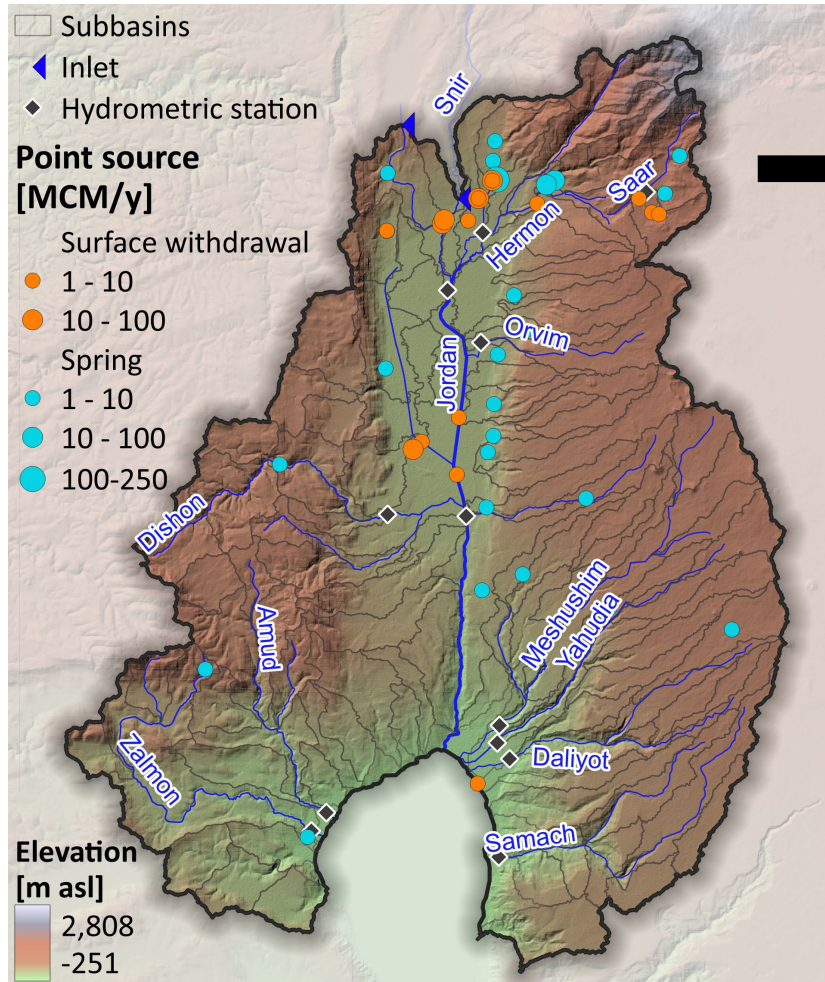 Subbasins
Inlet
Hydrometric station
Point source
[MCM/y]
Surface withdrawal
1 - 10
10 - 100
Spring
1 - 10
10 - 100
100-250
Snir
Saar
Hermon
Orvim
Jordan
Dishon
Amud
Meshushim
Yahudia
Zalmon
Daliyot
Samach
Elevation
[m asl]
2,808
-251